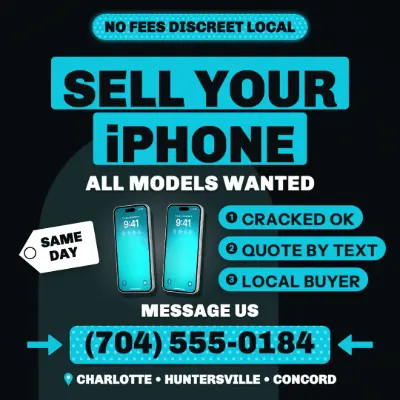 NO FEES DISCREET LOCAL
SELL YOUR
iPHONE
ALL MODELS WANTED
SAME
DAY
9:41
9:41
1 CRACKED OK
2 QUOTE BY TEXT
3 LOCAL BUYER
MESSAGE US
(704) 555-0184
CHARLOTTE • HUNTERSVILLE • CONCORD